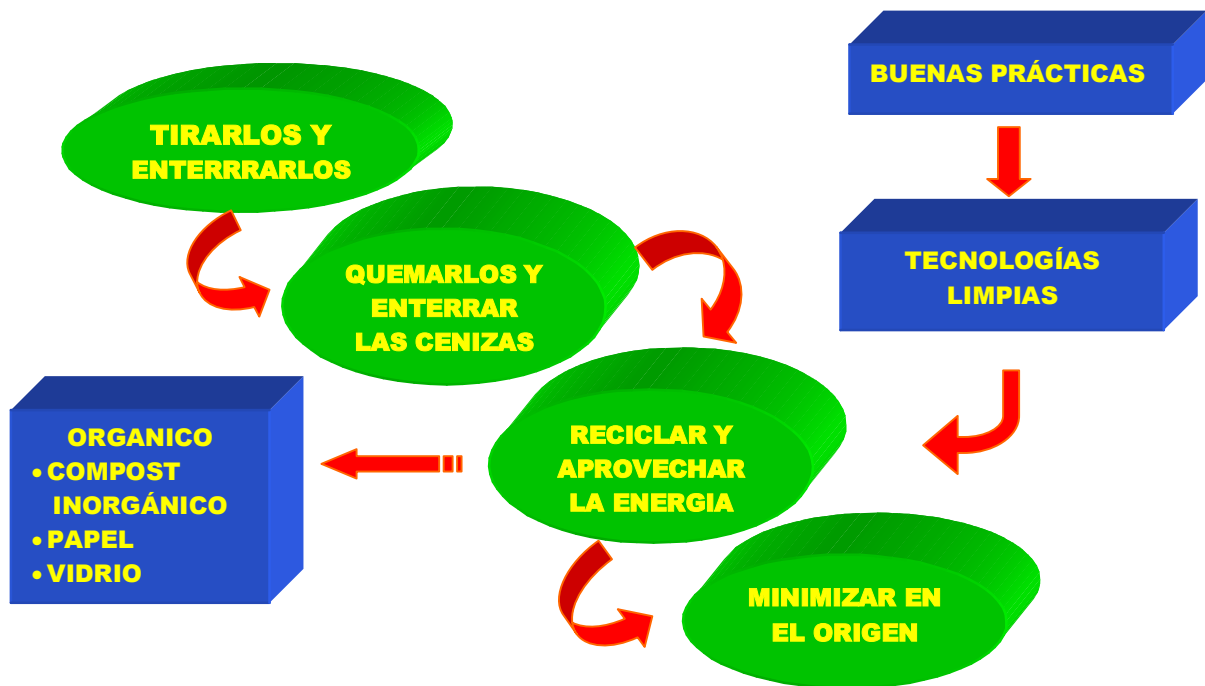 TIRARLOS Y
ENTERRRARLOS
QUEMARLOS Y
ENTERRAR
LAS CENIZAS
RECICLAR Y
APROVECHAR
LA ENERGIA
MINIMIZAR EN
EL ORIGEN
BUENAS PRÁCTICAS
TECNOLOGÍAS
LIMPIAS
ORGANICO
• COMPOST
INORGÁNICO
• PAPEL
• VIDRIO